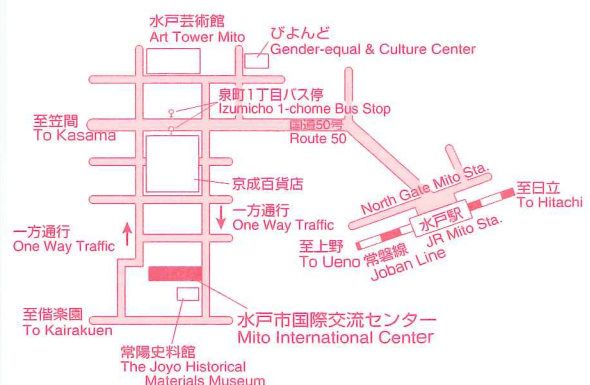 水戸芸術館
Art Tower Mito
びよんど
Gender-equal & Culture Center
泉町1丁目バス停
Izumicho 1-chome Bus Stop
至笠間
To Kasama
国道50号
Route 50
京成百貨店
North Gate Mito Sta.
至日立
To Hitachi
水戸駅
JR Mito Sta.
一方通行
One Way Traffic
一方通行
One Way Traffic
至上野
To Ueno
常磐線
Joban Line
至偕楽園
To Kairakuen
水戸市国際交流センター
Mito International Center
常陽史料館
The Joyo Historical
Materials Museum